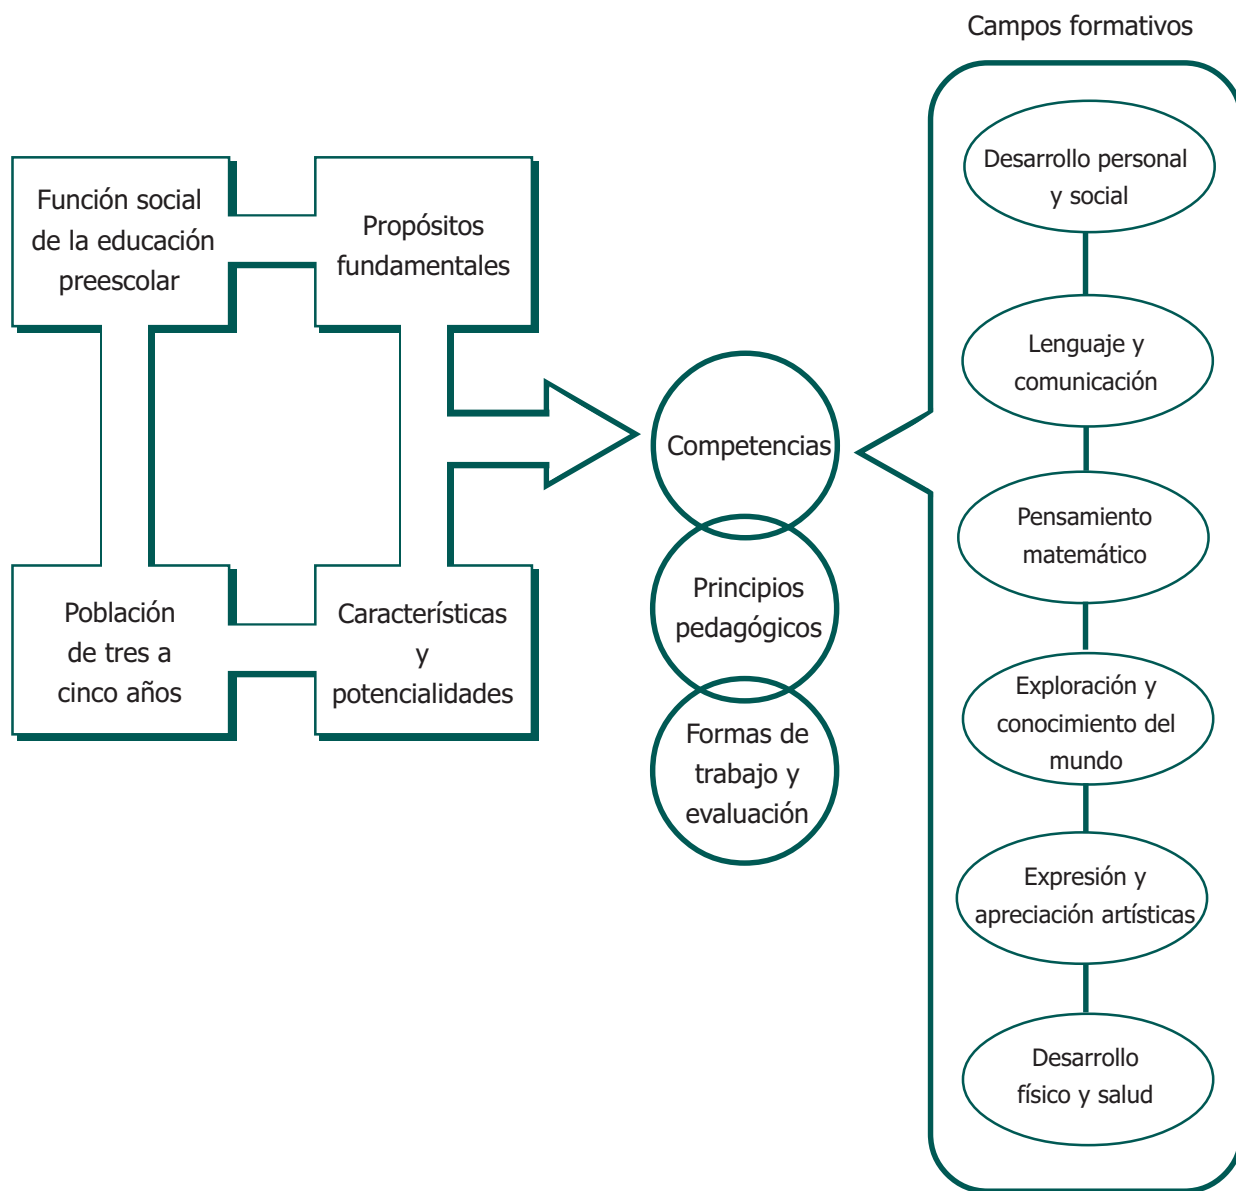 Campos formativos
Función social
de la educación
preescolar
Propósitos
fundamentales
Población
de tres a
cinco años
Características
y
potencialidades
Competencias
Principios
pedagógicos
Formas de
trabajo y
evaluación
Desarrollo personal
y social
Lenguaje y
comunicación
Pensamiento
matemático
Exploración y
conocimiento del
mundo
Expresión y
apreciación artísticas
Desarrollo
físico y salud